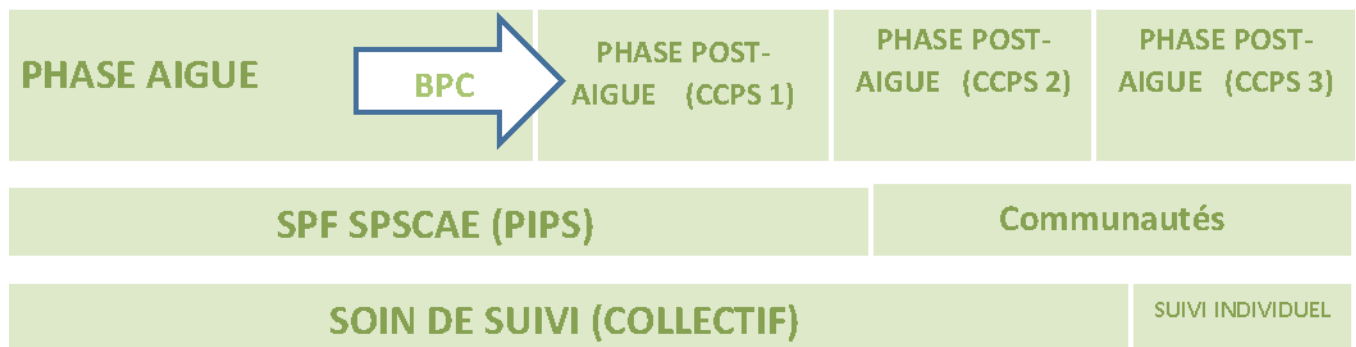 PHASE AIGUE
BPC
PHASE POST-
AIGUE (CCPS 1)
PHASE POST-
AIGUE (CCPS 2)
PHASE POST-
AIGUE (CCPS 3)
SPF SPSCAE (PIPS)
Communautés
SOIN DE SUIVI (COLLECTIF)
SUIVI INDIVIDUEL